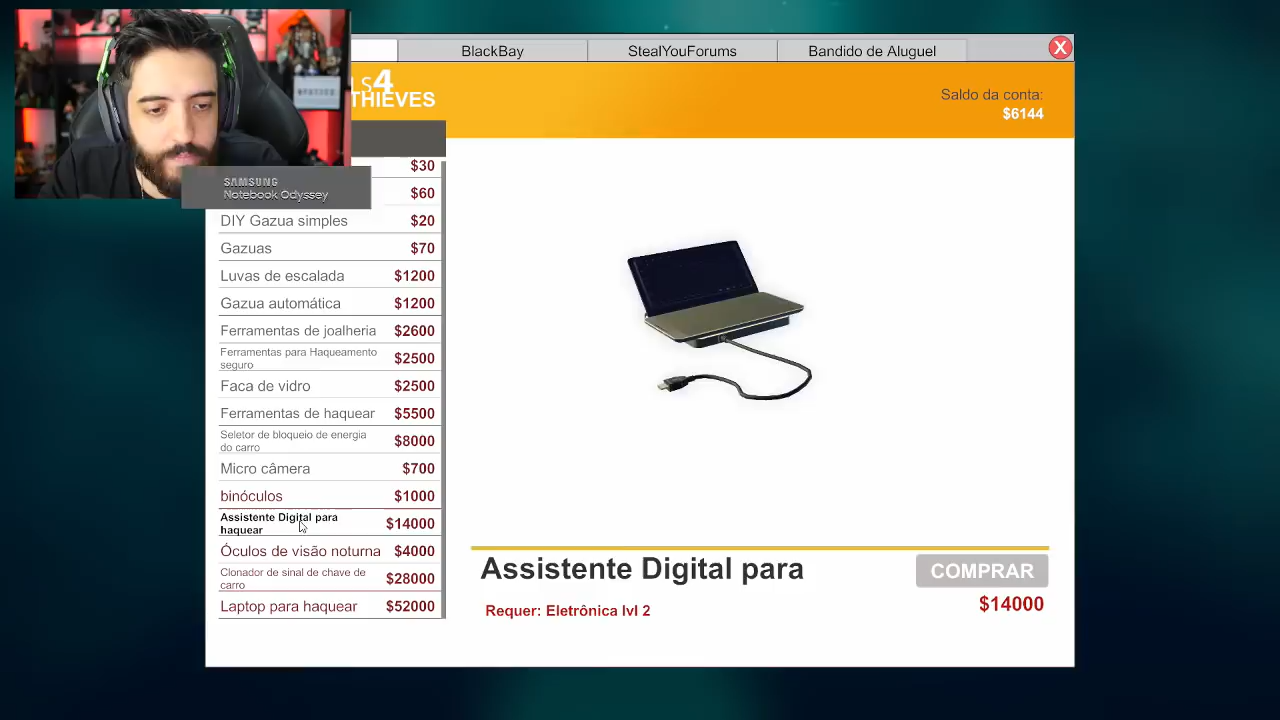 BlackBay
StealYouForums
Bandido de Aluguel
X
LS4
THIEVES
Saldo da conta:
$6144
SAMSUNG
Notebook Odyssey
$30
$60
DIY Gazua simples $20
Gazuas $70
Luvas de escalada $1200
Gazua automática $1200
Ferramentas de joalheria $2600
Ferramentas para Haqueamento
seguro $2500
Faca de vidro $2500
Ferramentas de haquear $5500
Seletor de bloqueio de energia
do carro $8000
Micro câmera $700
binóculos $1000
Assistente Digital para
haquear $14000
Óculos de visão noturna $4000
Clonador de sinal de chave de
carro $28000
Laptop para haquear $52000
Assistente Digital para
COMPRAR
Requer: Eletrônica lvl 2
$14000